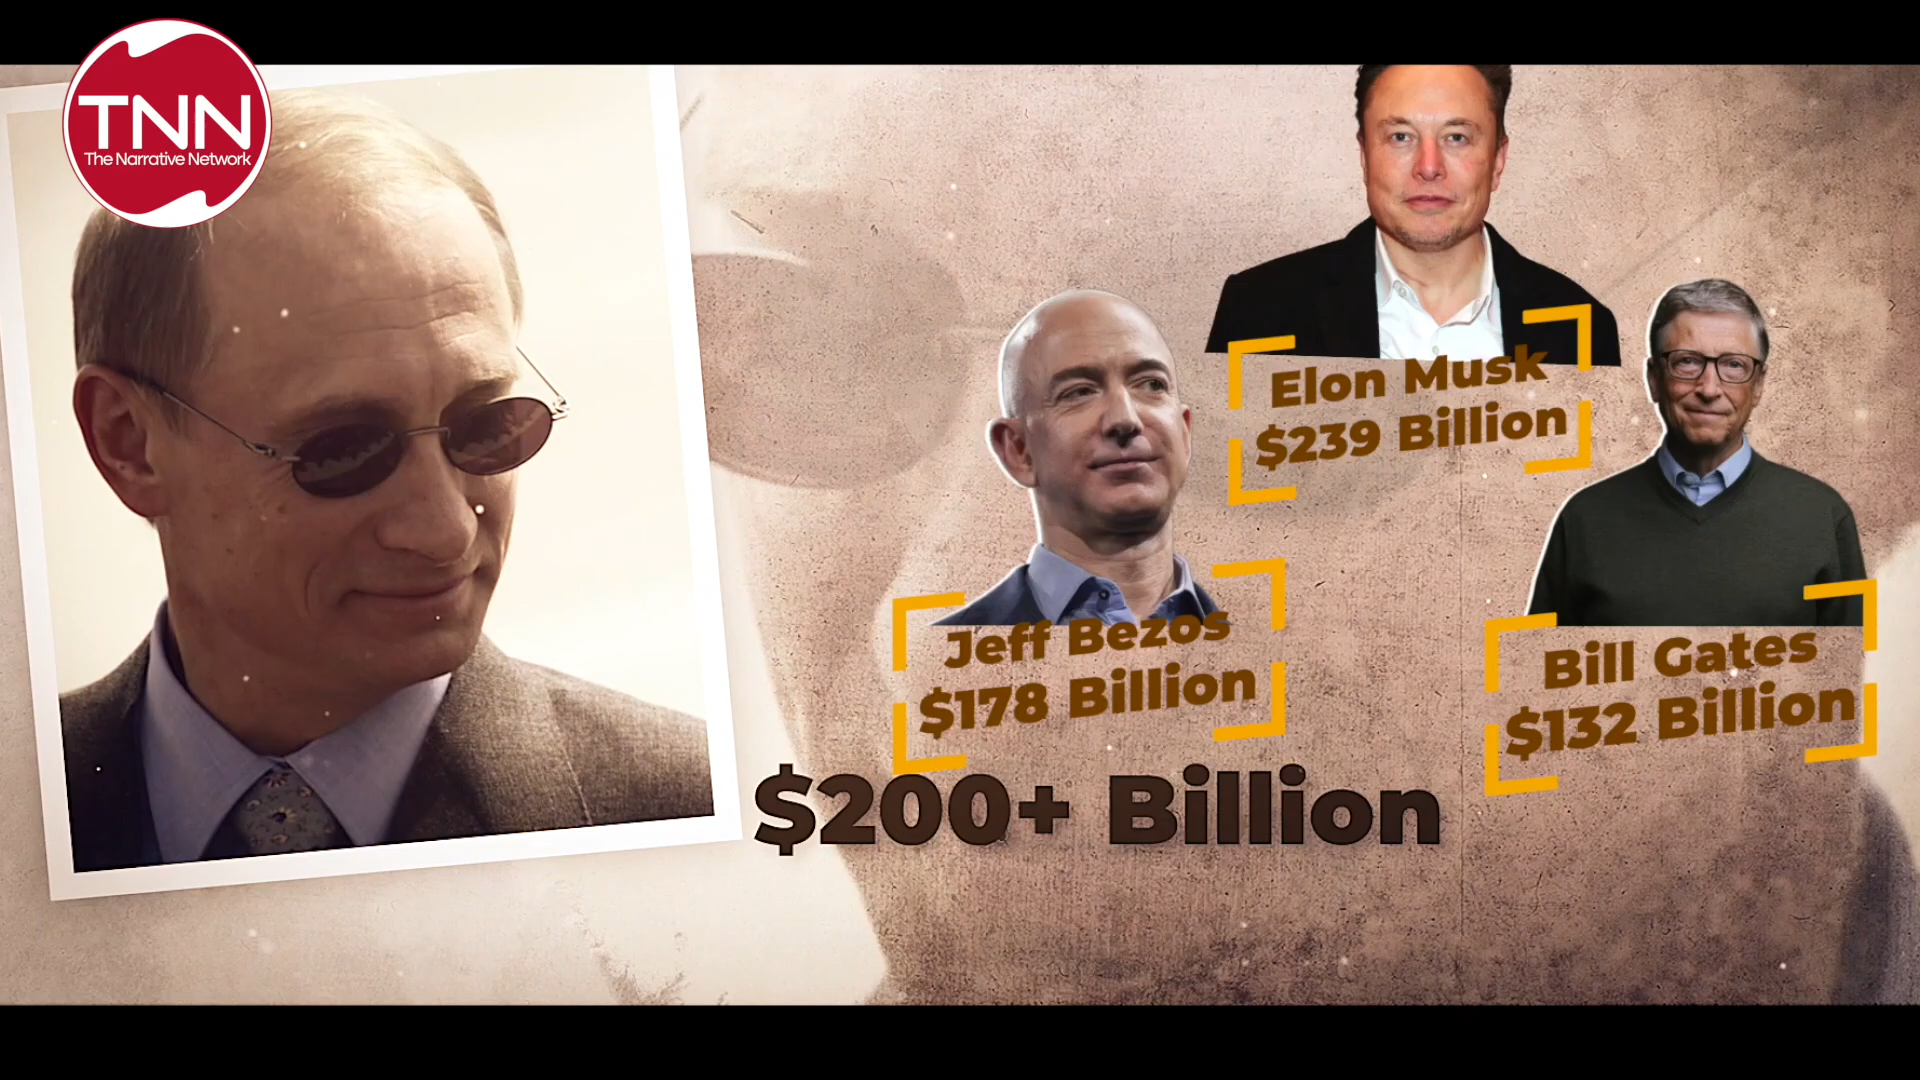 TNN
The Narrative Network
Elon Musk
$239 Billion
Jeff Bezos
$178 Billion
Bill Gates
$132 Billion
$200+ Billion